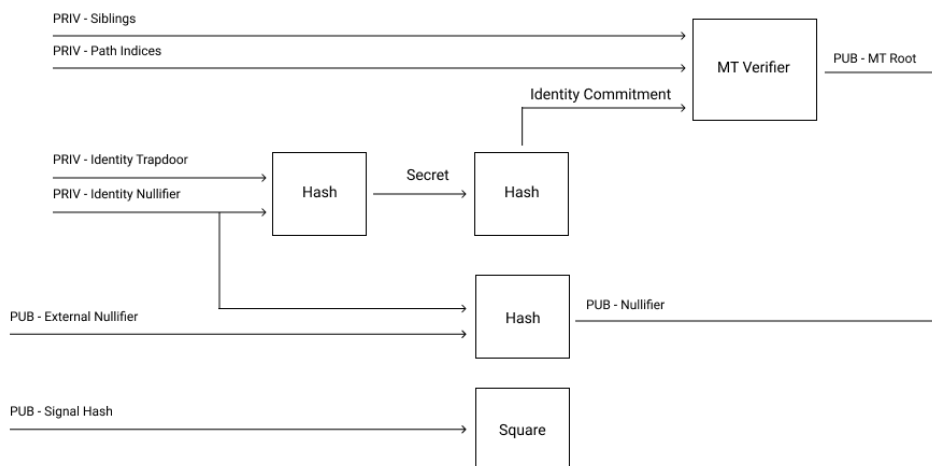 PRIV - Siblings
PRIV - Path Indices
MT Verifier
PUB - MT Root
Identity Commitment
PRIV - Identity Trapdoor
PRIV - Identity Nullifier
Hash
Secret
Hash
PUB - External Nullifier
Hash
PUB - Nullifier
PUB - Signal Hash
Square